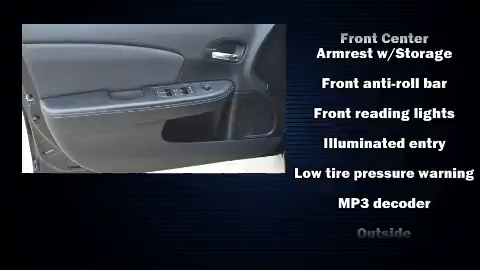 Front Center
Armrest w/Storage
Front anti-roll bar
Front reading lights
Illuminated entry
Low tire pressure warning
MP3 decoder
Outside